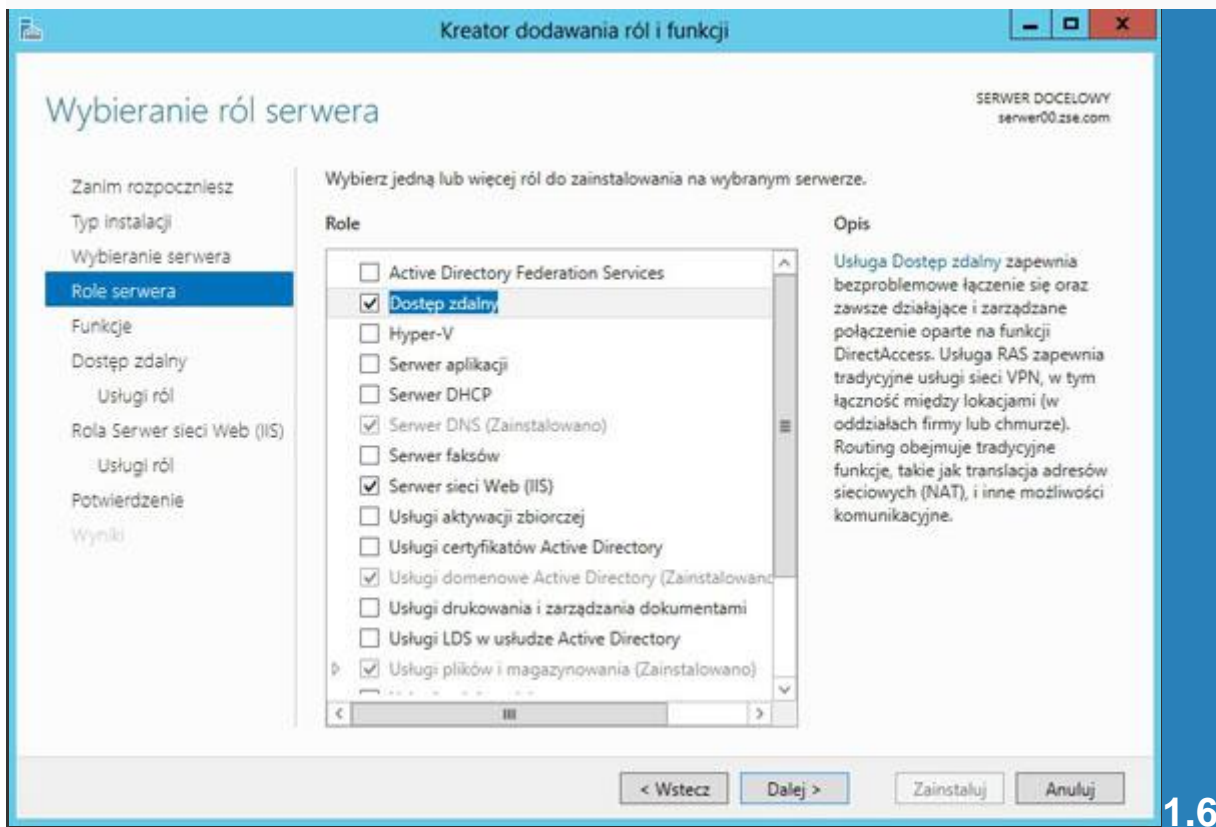 Kreator dodawania ról i funkcji
Wybieranie ról serwera
SERWER DOCELOWY
serwer00.zse.com
Zanim rozpoczniesz
Typ instalacji
Wybieranie serwera
Role serwera
Funkcje
Dostęp zdalny
Usługi ról
Rola Serwer sieci Web (IIS)
Usługi ról
Potwierdzenie
Wyniki
Wybierz jedną lub więcej ról do zainstalowania na wybranym serwerze.
Role
Active Directory Federation Services
Dostęp zdalny
Hyper-V
Serwer aplikacji
Serwer DHCP
Serwer DNS (Zainstalowano)
Serwer faksów
Serwer sieci Web (IIS)
Usługi aktywacji zbiorczej
Usługi certyfikatów Active Directory
Usługi domenowe Active Directory (Zainstalowano
Usługi drukowania i zarządzania dokumentami
Usługi LDS w usłudze Active Directory
Usługi plików i magazynowania (Zainstalowano)
Opis
Usługa Dostęp zdalny zapewnia
bezproblemowe łączenie się oraz
zawsze działające i zarządzane
połączenie oparte na funkcji
DirectAccess. Usługa RAS zapewnia
tradycyjne usługi sieci VPN, w tym
łączność między lokacjami (w
oddziałach firmy lub chmurze).
Routing obejmuje tradycyjne
funkcje, takie jak translacja adresów
sieciowych (NAT), i inne możliwości
komunikacyjne.
< Wstecz
Dalej >
Zainstaluj
Anuluj
1.6